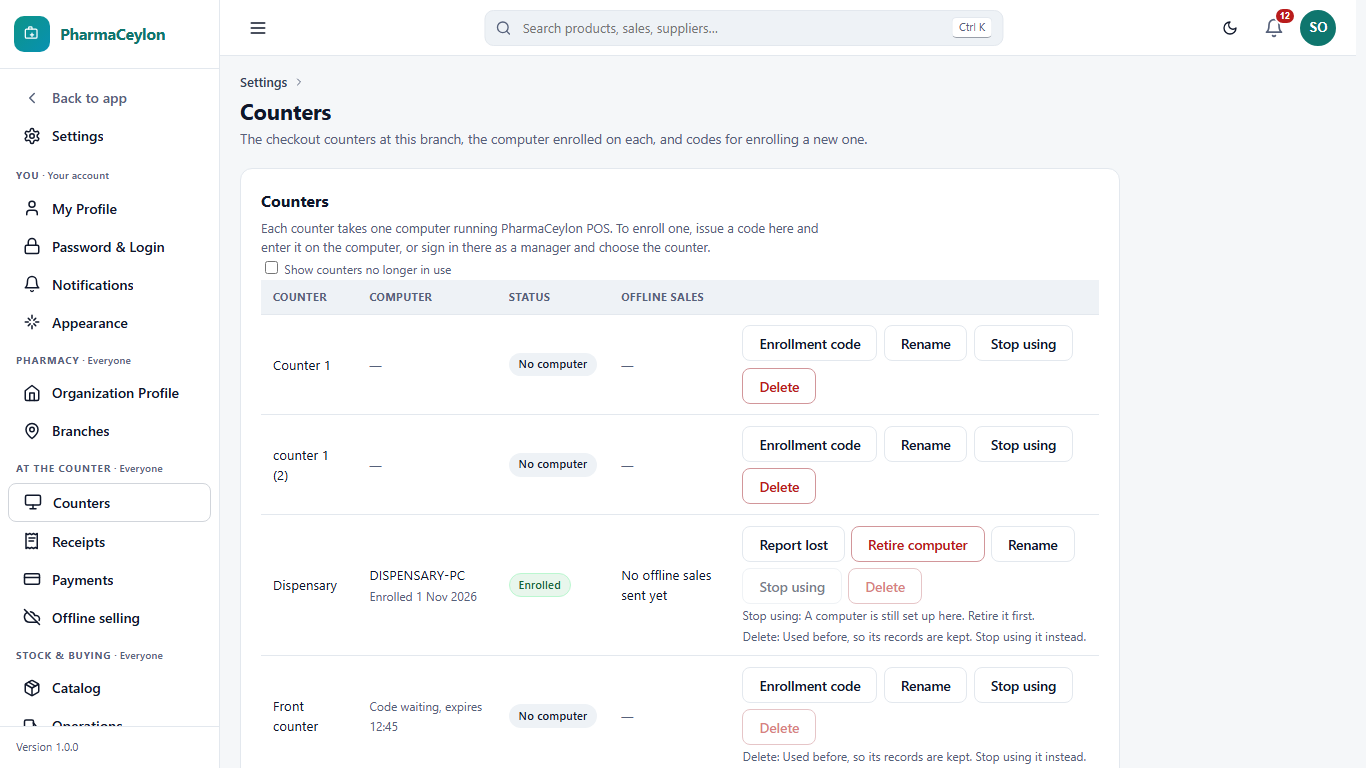 PharmaCeylon
Search products, sales, suppliers...
Ctrl K
12
SO
Back to app
Settings
YOU · Your account
My Profile
Password & Login
Notifications
Appearance
PHARMACY · Everyone
Organization Profile
Branches
AT THE COUNTER · Everyone
Counters
Receipts
Payments
Offline selling
STOCK & BUYING · Everyone
Catalog
Operations
Version 1.0.0
Settings
Counters
The checkout counters at this branch, the computer enrolled on each, and codes for enrolling a new one.
Counters
Each counter takes one computer running PharmaCeylon POS. To enroll one, issue a code here and
enter it on the computer, or sign in there as a manager and choose the counter.
Show counters no longer in use
COUNTER COMPUTER STATUS OFFLINE SALES
Counter 1 — No computer — Enrollment code Rename Stop using
Delete
counter 1
(2)
— No computer — Enrollment code Rename Stop using
Delete
Dispensary
DISPENSARY-PC
Enrolled 1 Nov 2026
Enrolled
No offline sales
sent yet
Report lost Retire computer Rename
Stop using Delete
Stop using: A computer is still set up here. Retire it first.
Delete: Used before, so its records are kept. Stop using it instead.
Front
counter
Code waiting, expires
12:45
No computer —
Enrollment code Rename Stop using
Delete
Delete: Used before, so its records are kept. Stop using it instead.